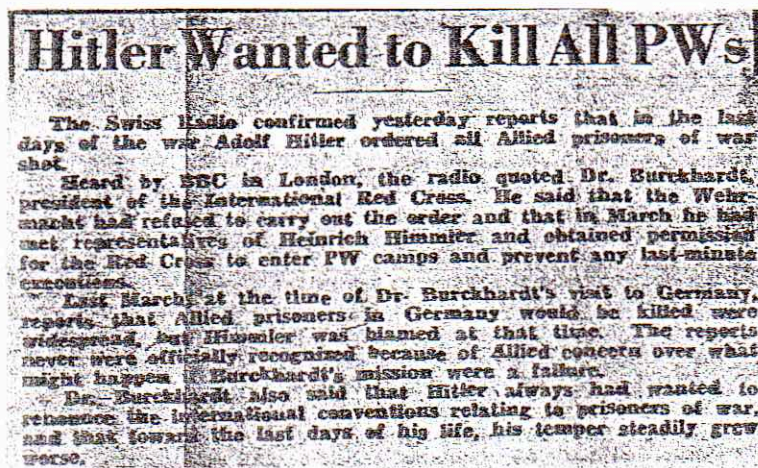 Hitler Wanted to Kill All PWs
The Swiss Radio confirmed yesterday reports that in the last
days of the war Adolf Hitler ordered all Allied prisoners of war
shot.
Heard by BBC in London, the radio quoted Dr. Burckhardt,
president of the International Red Cross. He said that the Wehr-
macht had refused to carry out the order and that in March he had
met representatives of Heinrich Himmler and obtained permission
for the Red Cross to enter PW camps and prevent any last-minute
executions.
Last March, at the time of Dr. Burckhardt's visit to Germany,
reports that Allied prisoners in Germany would be killed were
widespread, but Himmler was blamed at that time. The reports
never were officially recognized because of Allied concern over what
might happen Burckhardt's mission were a failure.
Dr. Burckhardt also said that Hitler always had wanted to
renounce the international conventions relating to prisoners of war,
and that toward the last days of his life, his temper steadily grew
worse.